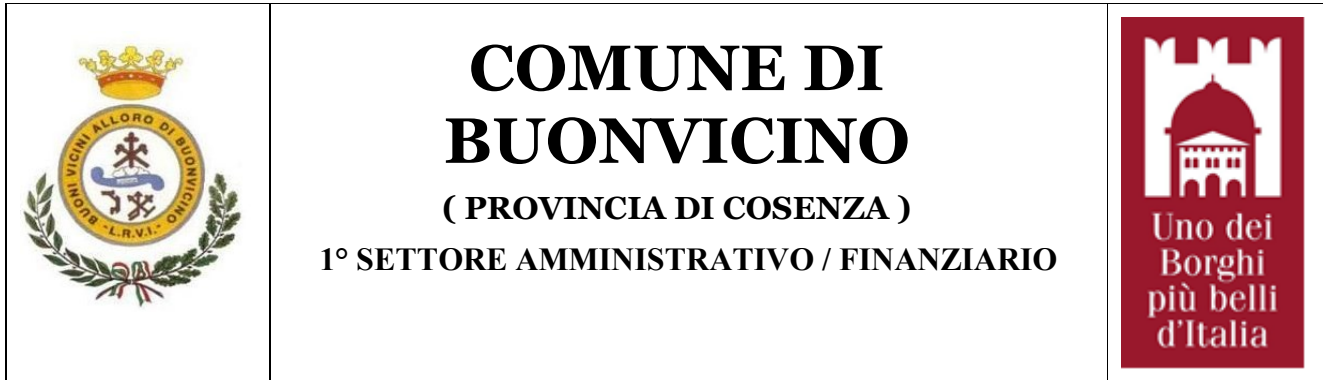 BUONI VICINI ALLORO DI BUONVICINO
- L.R.V.I. -
COMUNE DI
BUONVICINO
( PROVINCIA DI COSENZA )
1° SETTORE AMMINISTRATIVO / FINANZIARIO
Uno dei
Borghi
più belli
d'Italia